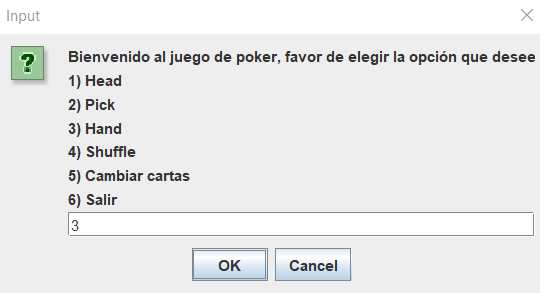 Input
Bienvenido al juego de poker, favor de elegir la opción que desee
1) Head
2) Pick
3) Hand
4) Shuffle
5) Cambiar cartas
6) Salir
3
OK Cancel